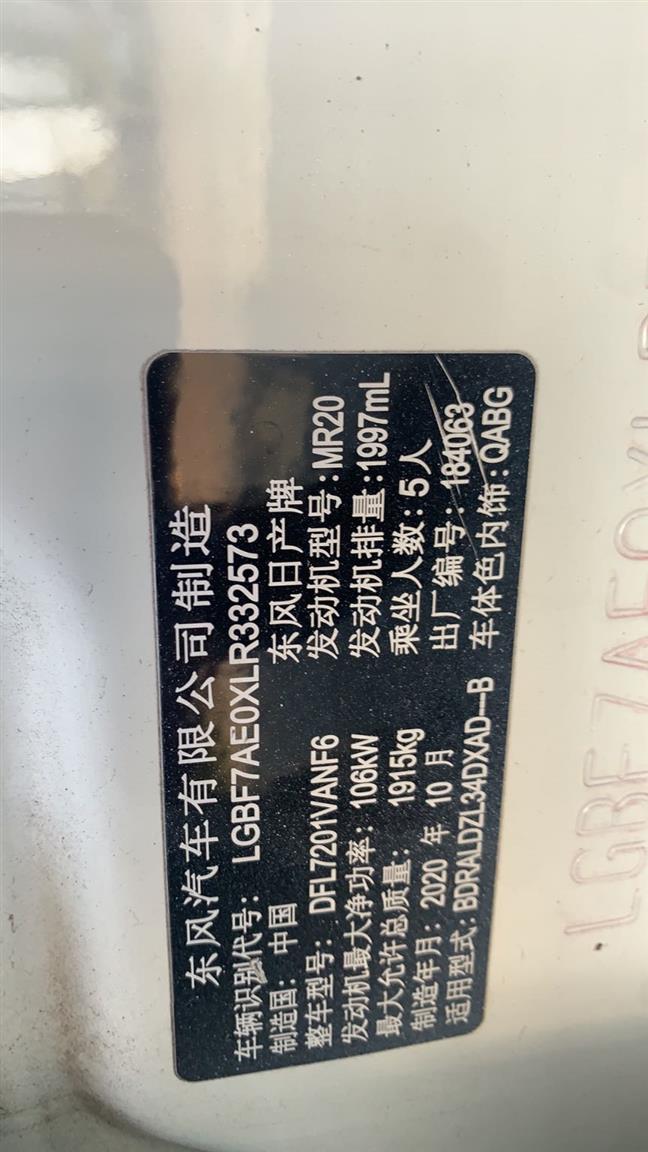 东风汽车有限公司制造
车辆识别代号: LGBF7AE0XLR332573
制造国: 中国 东风日产牌
整车型号: DFL7201VANF6 发动机型号: MR20
发动机最大净功率: 106kW 发动机排量: 1997mL
最大允许总质量: 1915kg 乘坐人数: 5人
制造年月: 2020 年 10 月 出厂编号: 184063
适用型式: BDRALDZL34DXAD-B 车体色内饰: QABG
LGBF7AE0XL